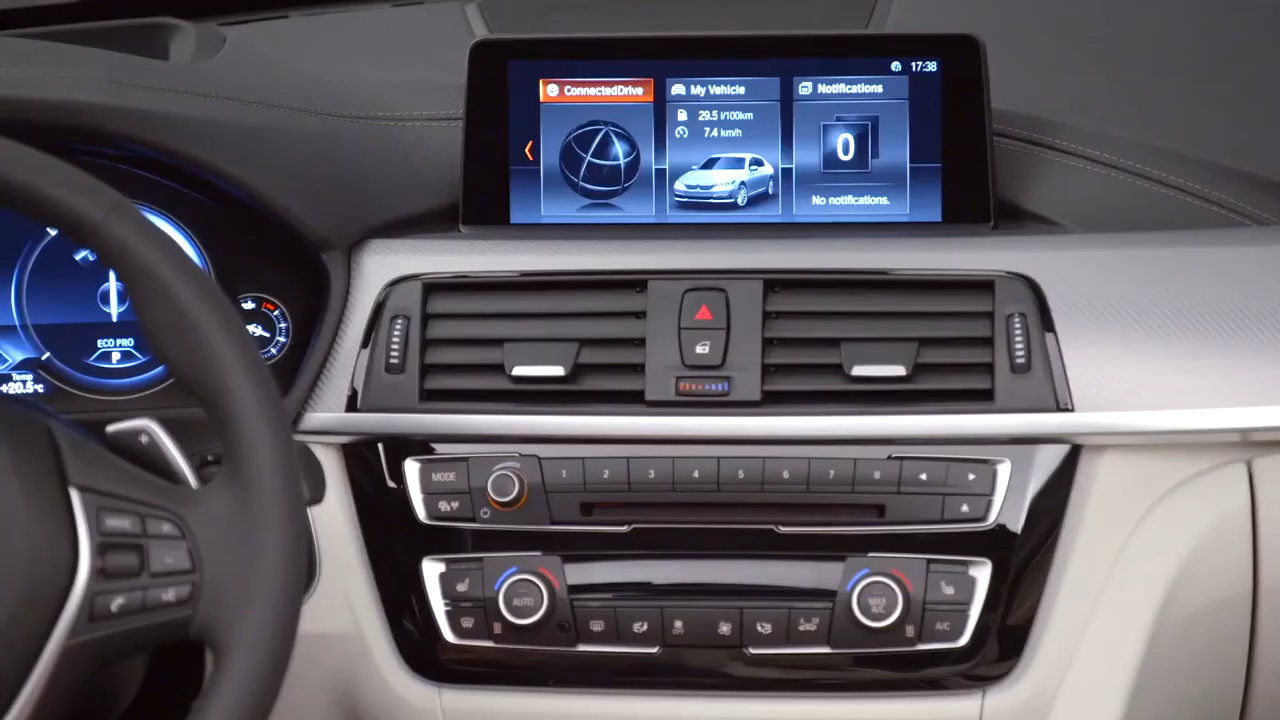 17:38
ConnectedDrive
My Vehicle
Notifications
29.5 l/100km
7.4 km/h
0
No notifications.
ECO PRO
P
Temp
+20.5°C
MODE
1 2 3 4 5 6 7 8
AUTO
OFF
MAX
A/C
A/C